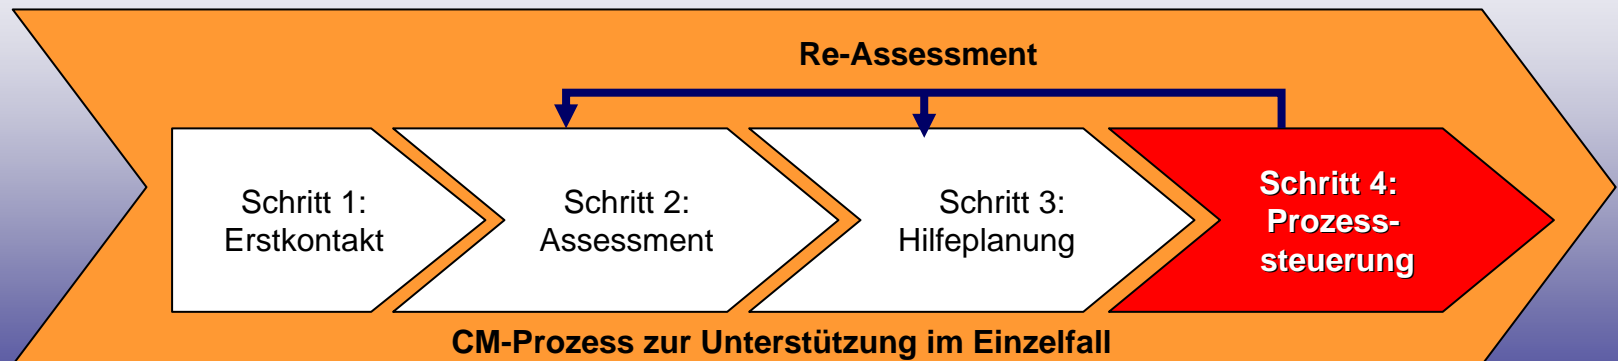 Re-Assessment
Schritt 1:
Erstkontakt
Schritt 2:
Assessment
Schritt 3:
Hilfeplanung
Schritt 4:
Prozess-
steuerung
CM-Prozess zur Unterstützung im Einzelfall